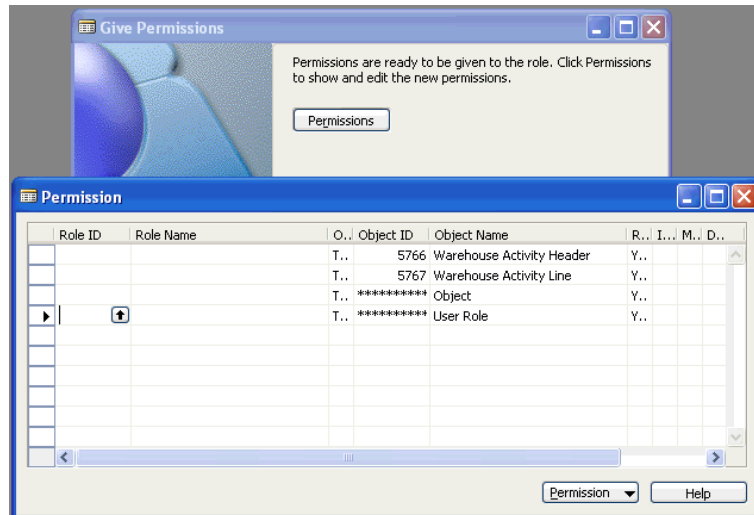 Give Permissions
Permissions are ready to be given to the role. Click Permissions
to show and edit the new permissions.
Permissions
Permission
Role ID Role Name O.. Object ID Object Name R.. I... M.. D..
T.. 5766 Warehouse Activity Header Y..
T.. 5767 Warehouse Activity Line Y..
T.. ********** Object Y..
T.. ********** User Role Y..
Permission Help